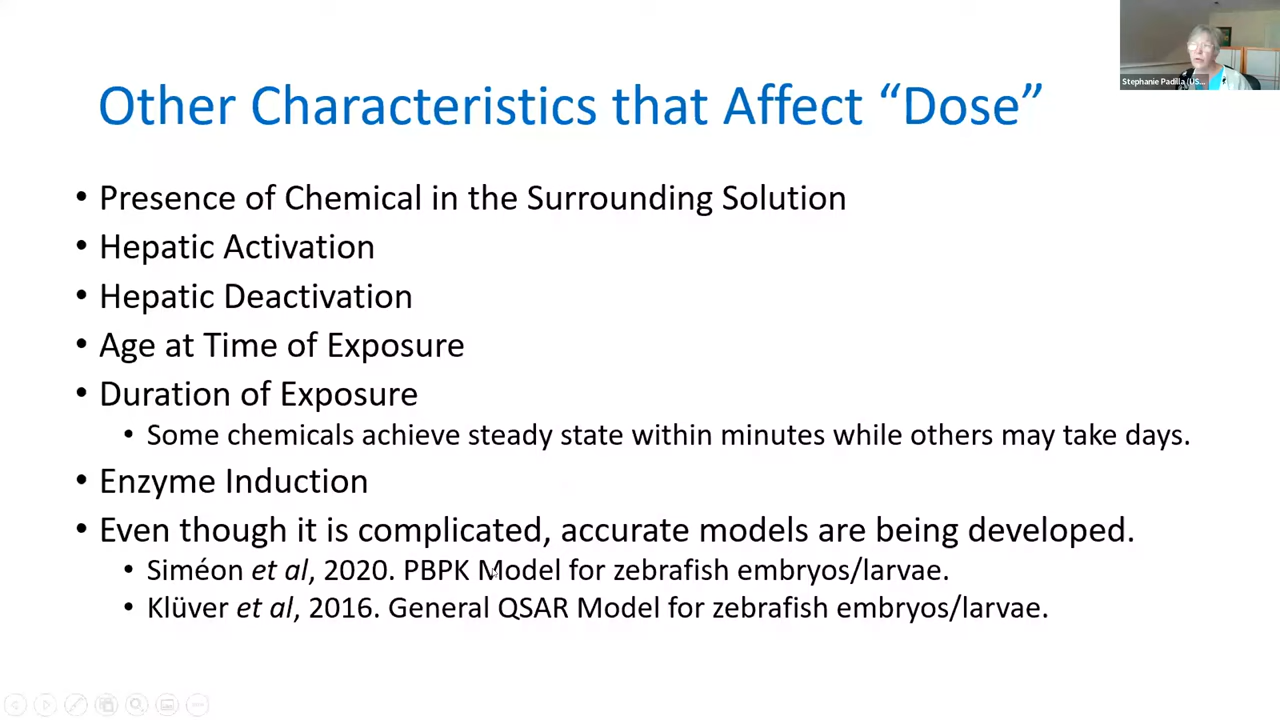 Other Characteristics that Affect “Dose”
Stephanie Padilla (US...
• Presence of Chemical in the Surrounding Solution
• Hepatic Activation
• Hepatic Deactivation
• Age at Time of Exposure
• Duration of Exposure
• Some chemicals achieve steady state within minutes while others may take days.
• Enzyme Induction
• Even though it is complicated, accurate models are being developed.
• Siméon et al, 2020. PBPK Model for zebrafish embryos/larvae.
• Klüver et al, 2016. General QSAR Model for zebrafish embryos/larvae.